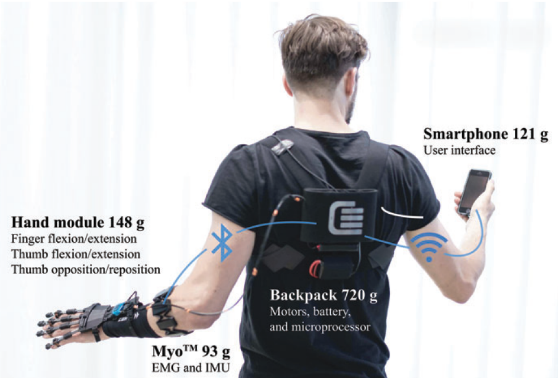 Smartphone 121 g
User interface
Hand module 148 g
Finger flexion/extension
Thumb flexion/extension
Thumb opposition/reposition
Backpack 720 g
Motors, battery,
and microprocessor
Myo™ 93 g
EMG and IMU